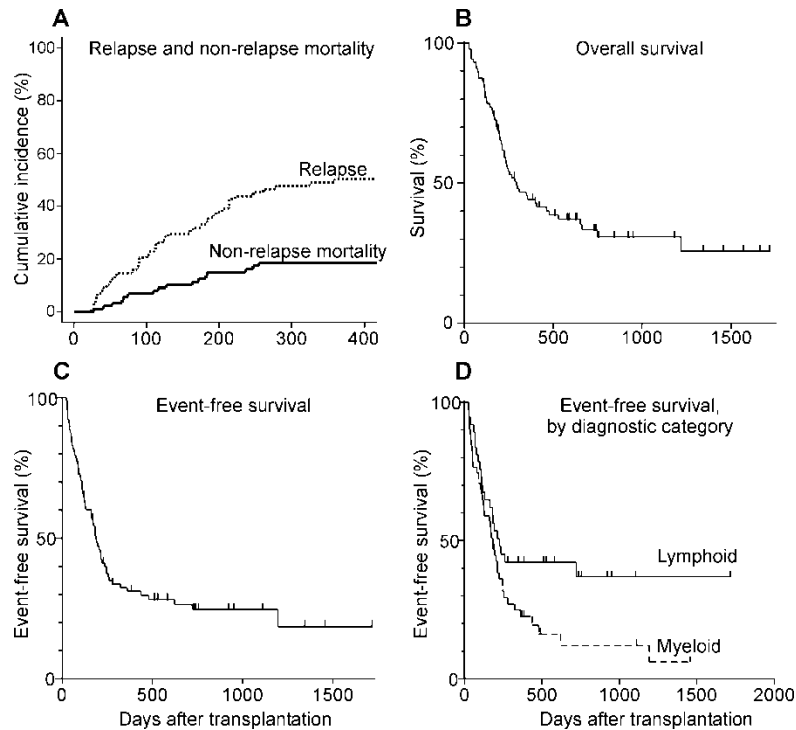 A
Relapse and non-relapse mortality
Cumulative incidence (%)
100
80
60
40
20
0
Relapse
Non-relapse mortality
0 100 200 300 400
B
Overall survival
Survival (%)
100
50
0
0 500 1000 1500
C
Event-free survival
Event-free survival (%)
100
50
0
0 500 1000 1500
Days after transplantation
D
Event-free survival,
by diagnostic category
Event-free survival (%)
100
50
0
Lymphoid
Myeloid
0 500 1000 1500 2000
Days after transplantation